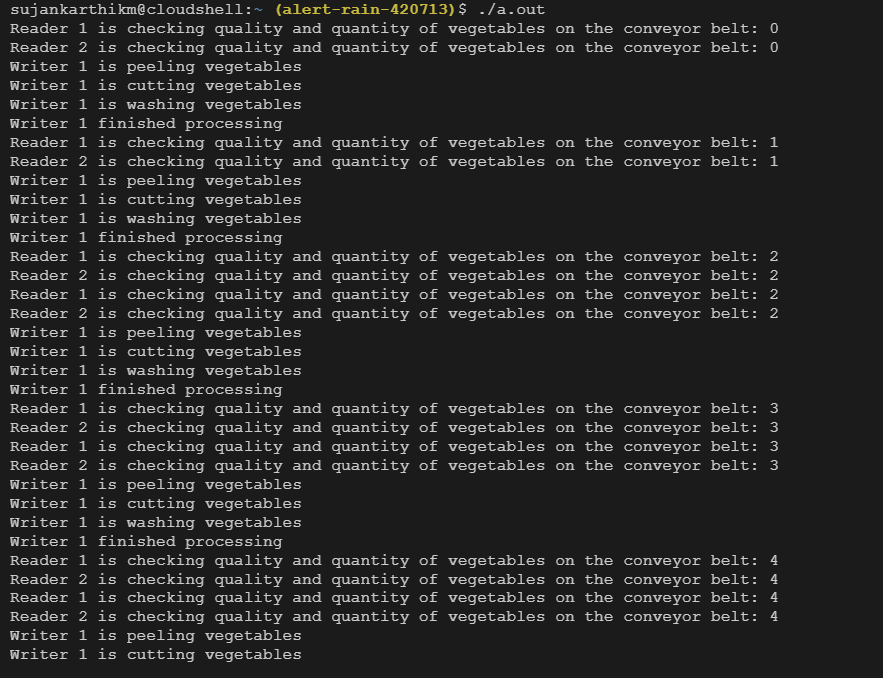 sujankarthikm@cloudshell:~ (alert-rain-420713)$ ./a.out
Reader 1 is checking quality and quantity of vegetables on the conveyor belt: 0
Reader 2 is checking quality and quantity of vegetables on the conveyor belt: 0
Writer 1 is peeling vegetables
Writer 1 is cutting vegetables
Writer 1 is washing vegetables
Writer 1 finished processing
Reader 1 is checking quality and quantity of vegetables on the conveyor belt: 1
Reader 2 is checking quality and quantity of vegetables on the conveyor belt: 1
Writer 1 is peeling vegetables
Writer 1 is cutting vegetables
Writer 1 is washing vegetables
Writer 1 finished processing
Reader 1 is checking quality and quantity of vegetables on the conveyor belt: 2
Reader 2 is checking quality and quantity of vegetables on the conveyor belt: 2
Reader 1 is checking quality and quantity of vegetables on the conveyor belt: 2
Reader 2 is checking quality and quantity of vegetables on the conveyor belt: 2
Writer 1 is peeling vegetables
Writer 1 is cutting vegetables
Writer 1 is washing vegetables
Writer 1 finished processing
Reader 1 is checking quality and quantity of vegetables on the conveyor belt: 3
Reader 2 is checking quality and quantity of vegetables on the conveyor belt: 3
Reader 1 is checking quality and quantity of vegetables on the conveyor belt: 3
Reader 2 is checking quality and quantity of vegetables on the conveyor belt: 3
Writer 1 is peeling vegetables
Writer 1 is cutting vegetables
Writer 1 is washing vegetables
Writer 1 finished processing
Reader 1 is checking quality and quantity of vegetables on the conveyor belt: 4
Reader 2 is checking quality and quantity of vegetables on the conveyor belt: 4
Reader 1 is checking quality and quantity of vegetables on the conveyor belt: 4
Reader 2 is checking quality and quantity of vegetables on the conveyor belt: 4
Writer 1 is peeling vegetables
Writer 1 is cutting vegetables